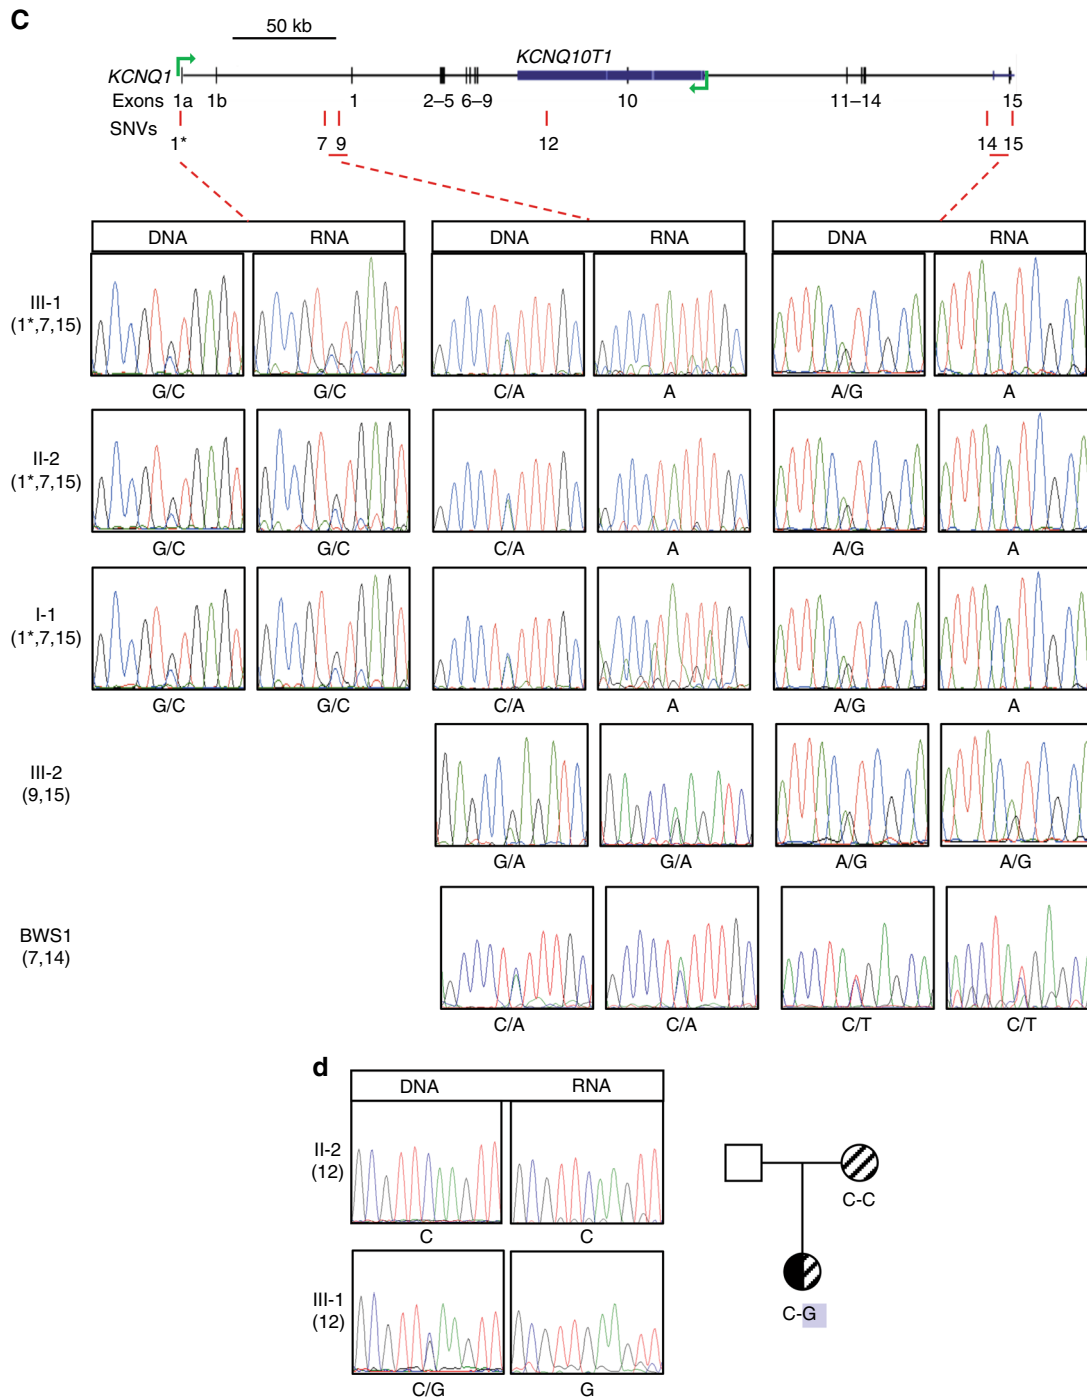 C
50 kb
KCNQ10T1
KCNQ1
Exons 1a 1b 1 2–5 6–9 10 11–14 15
SNVs
1* 7 9 12 14 15
DNA RNA DNA RNA DNA RNA
III-1
(1*,7,15)
G/C G/C C/A A A/G A
II-2
(1*,7,15)
G/C G/C C/A A A/G A
I-1
(1*,7,15)
G/C G/C C/A A A/G A
III-2
(9,15)
G/A G/A A/G A/G
BWS1
(7,14)
C/A C/A C/T C/T
d
DNA RNA
II-2
(12)
C C
C-C
III-1
(12)
C-G
C/G G